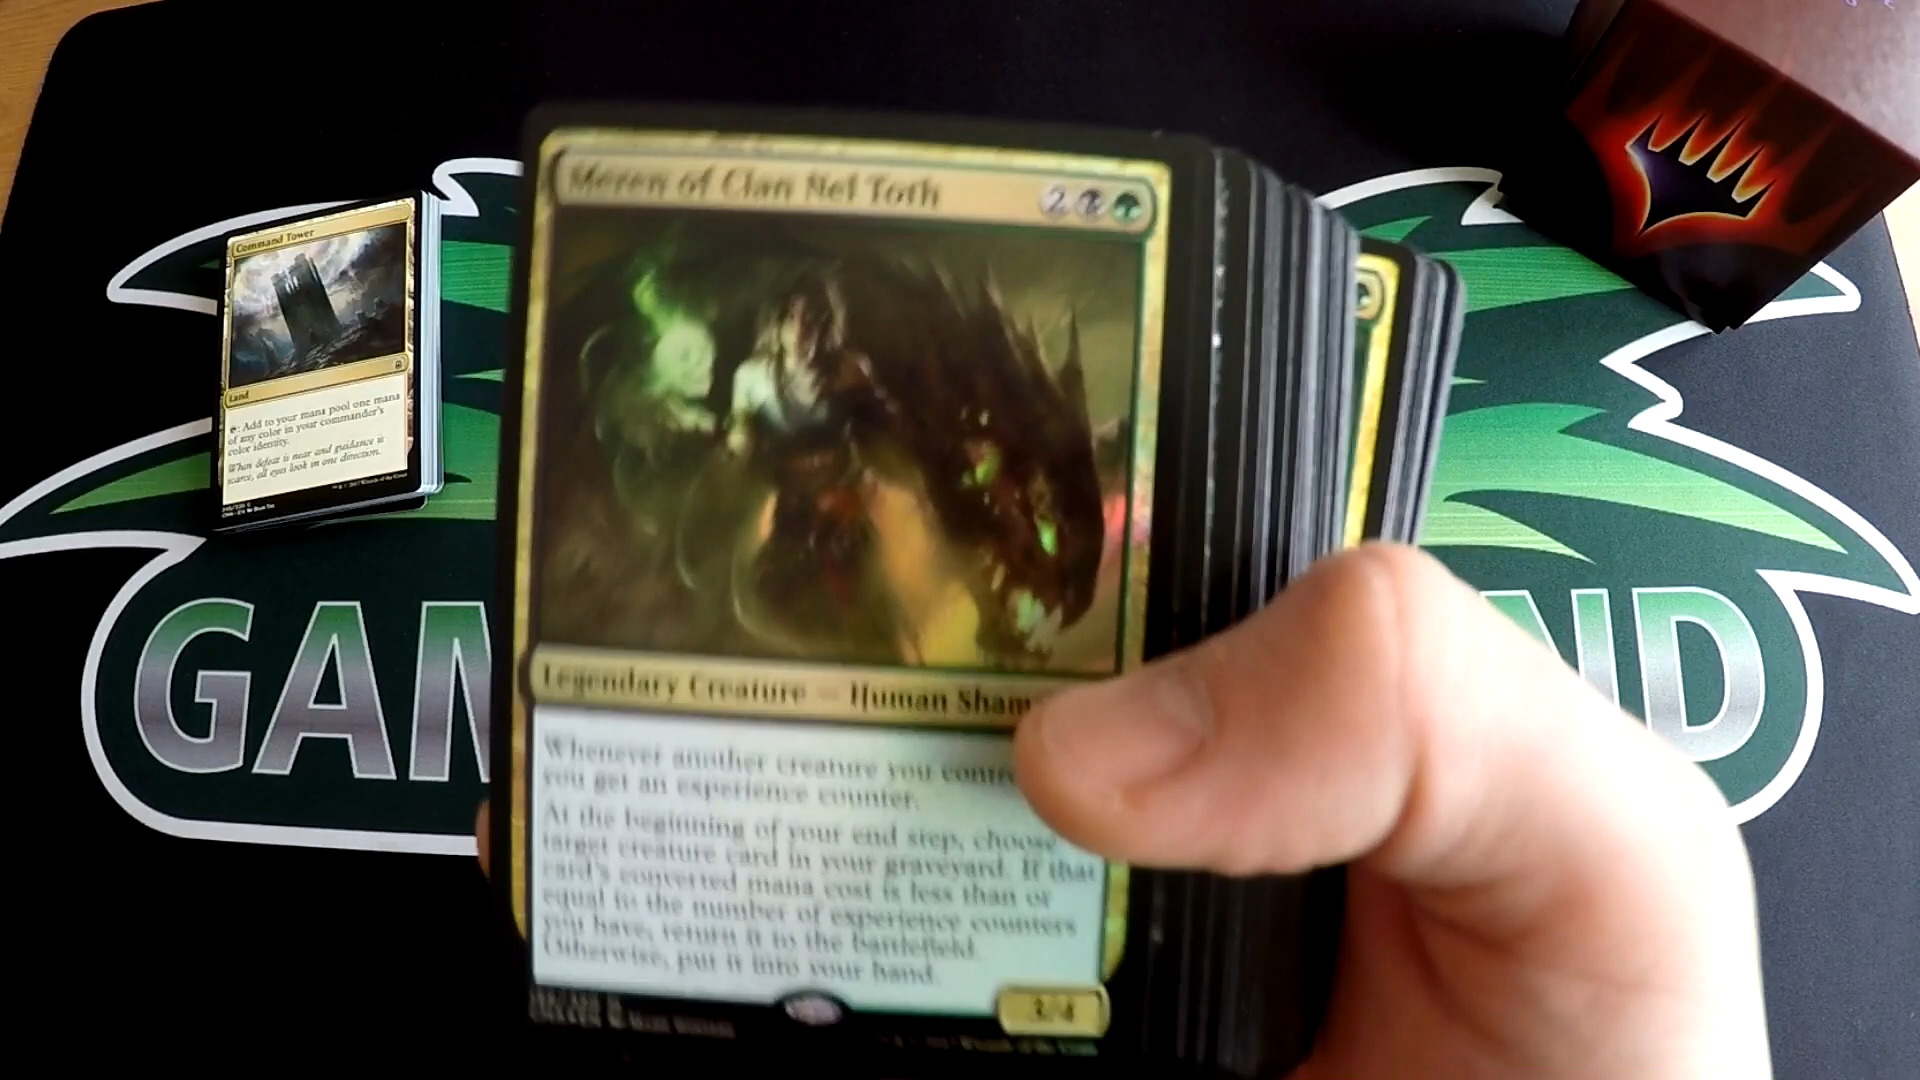 Meren of Clan Nel Toth 2
Legendary Creature — Human Sham
Whenever another creature you contro
you get an experience counter.
At the beginning of your end step, choose
target creature card in your graveyard. If that
card's converted mana cost is less than or
equal to the number of experience counters
you have, return it to the battlefield.
Otherwise, put it into your hand.
3/4
Command Tower
Land
: Add to your mana pool one mana
of any color in your commander's
color identity.
When defeat is near and guidance is
scarce, all eyes look in one direction.
GAM
ND